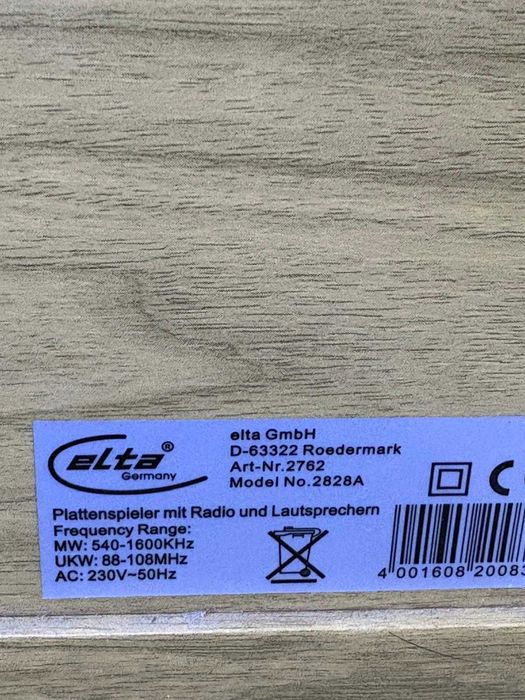 elta®
Germany
elta GmbH
D-63322 Roedermark
Art-Nr.2762
Model No.2828A
Plattenspieler mit Radio und Lautsprechern
Frequency Range:
MW: 540-1600KHz
UKW: 88-108MHz
AC: 230V~50Hz
4 001608 20083